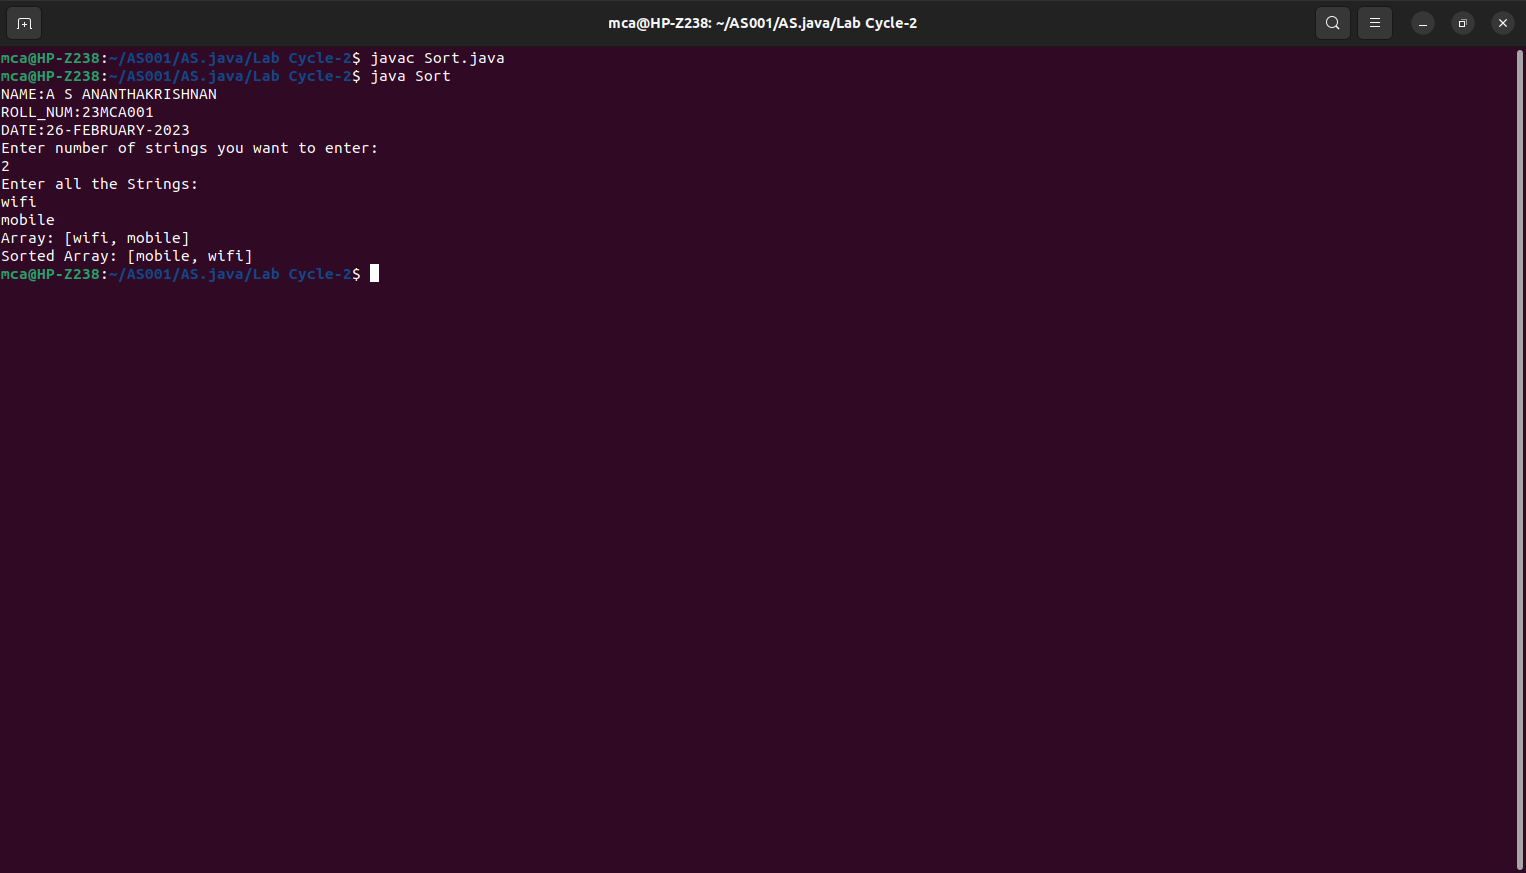 mca@HP-Z238: ~/AS001/AS.java/Lab Cycle-2
mca@HP-Z238:~/AS001/AS.java/Lab Cycle-2$ javac Sort.java
mca@HP-Z238:~/AS001/AS.java/Lab Cycle-2$ java Sort
NAME:A S ANANTHAKRISHNAN
ROLL_NUM:23MCA001
DATE:26-FEBRUARY-2023
Enter number of strings you want to enter:
2
Enter all the Strings:
wifi
mobile
Array: [wifi, mobile]
Sorted Array: [mobile, wifi]
mca@HP-Z238:~/AS001/AS.java/Lab Cycle-2$